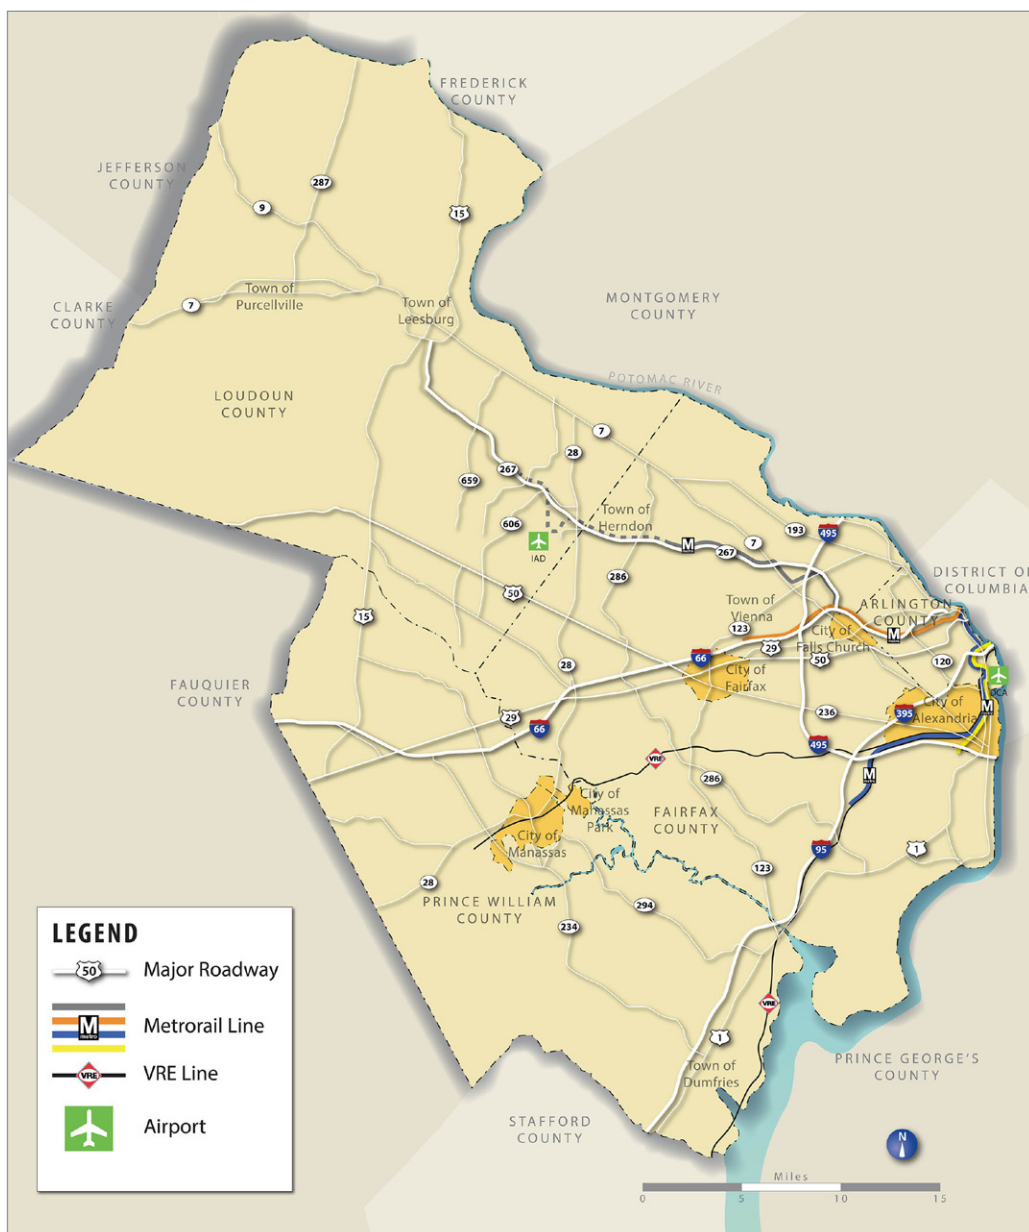 FREDERICK
COUNTY
JEFFERSON
COUNTY
287
9
15
MONTGOMERY
COUNTY
CLARKE
COUNTY
7
Town of
Purcellville
Town of
Leesburg
POTOMAC RIVER
LOUDOUN
COUNTY
7
28
267
659
606
Town of
Herndon
193
495
IAD
M
267
7
286
DISTRICT OF
COLUMBIA
50
15
Town of
Vienna
ARLINGTON
COUNTY
123
City of
Falls Church
M
29
66
50
120
28
City of
Fairfax
FAUQUIER
COUNTY
DCA
29
66
236
395
City of
Alexandria
M
495
VRE
M
286
City of
Manassas
Park
FAIRFAX
COUNTY
City of
Manassas
95
1
123
28
PRINCE WILLIAM
COUNTY
294
234
VRE
1
Town of
Dumfries
PRINCE GEORGE'S
COUNTY
STAFFORD
COUNTY
N
Miles
0 5 10 15
LEGEND
50 Major Roadway
M metro Metrorail Line
VRE VRE Line
Airport